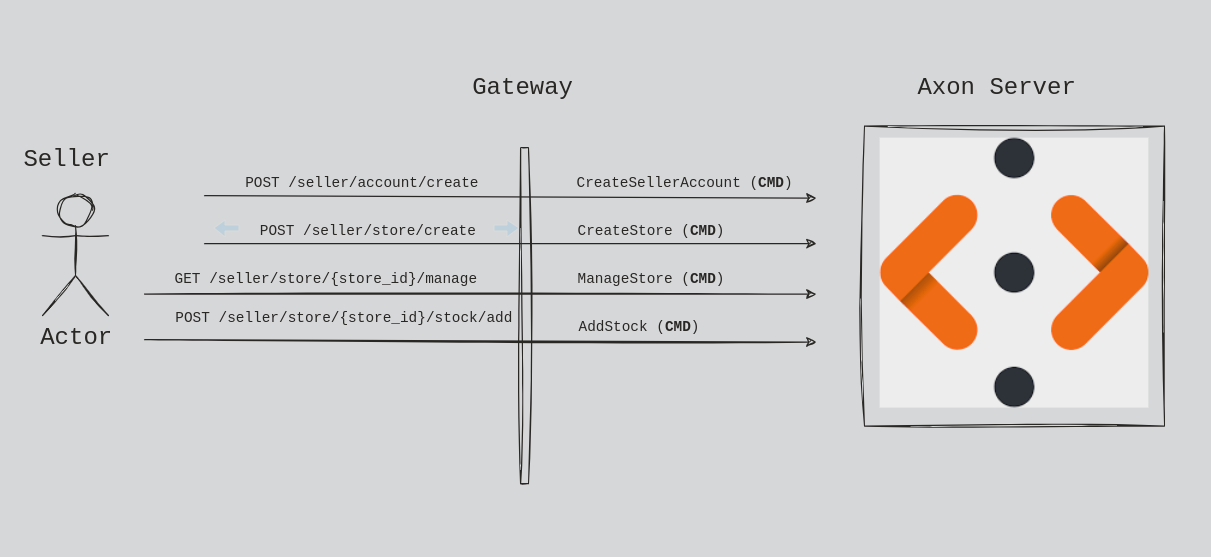 Gateway
Axon Server
Seller
POST /seller/account/create
CreateSellerAccount (CMD)
POST /seller/store/create
CreateStore (CMD)
GET /seller/store/{store_id}/manage
ManageStore (CMD)
POST /seller/store/{store_id}/stock/add
AddStock (CMD)
Actor